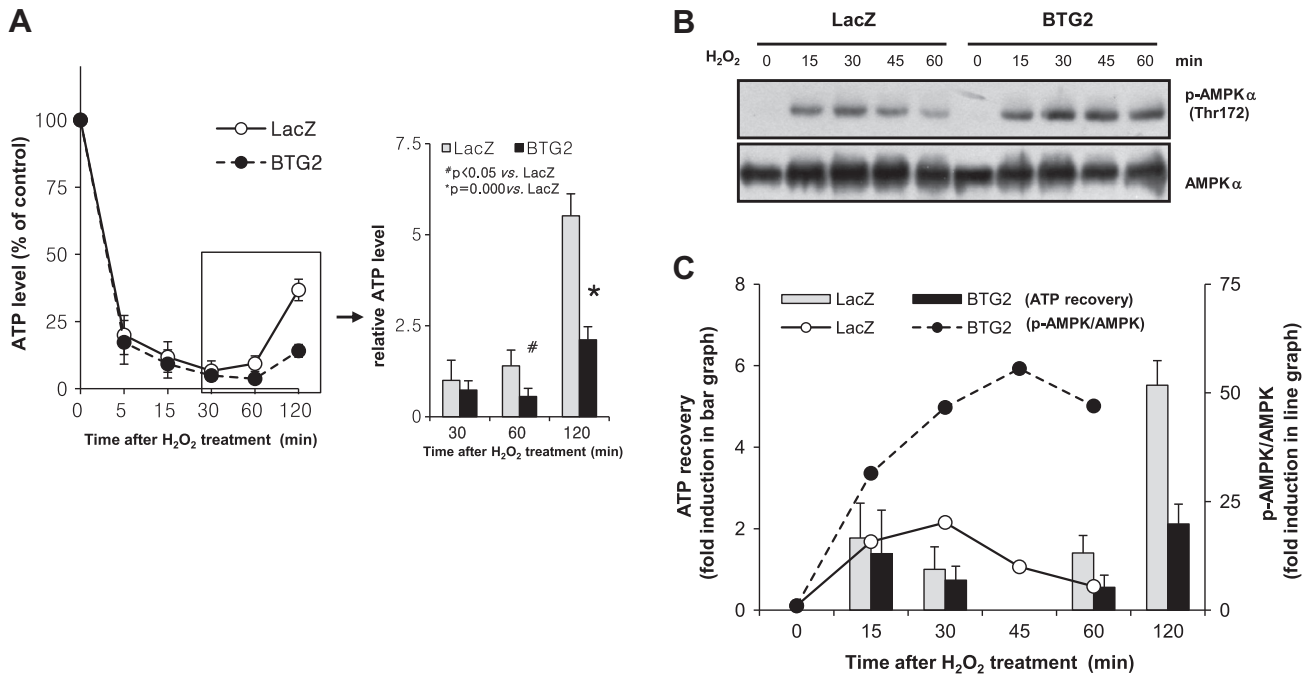 A
ATP level (% of control)
100
75
50
25
0
LacZ
BTG2
0 5 15 30 60 120
Time after H₂O₂ treatment (min)
relative ATP level
7.5
5
2.5
0
LacZ BTG2
#p<0.05 vs. LacZ
*p=0.000vs. LacZ
#
*
30 60 120
Time after H₂O₂ treatment (min)
B
LacZ BTG2
H₂O₂ 0 15 30 45 60 0 15 30 45 60 min
p-AMPKα
(Thr172)
AMPKα
C
ATP recovery
(fold induction in bar graph)
8
6
4
2
0
LacZ BTG2 (ATP recovery)
LacZ BTG2 (p-AMPK/AMPK)
75
50
25
0
p-AMPK/AMPK
(fold induction in line graph)
0 15 30 45 60 120
Time after H₂O₂ treatment (min)